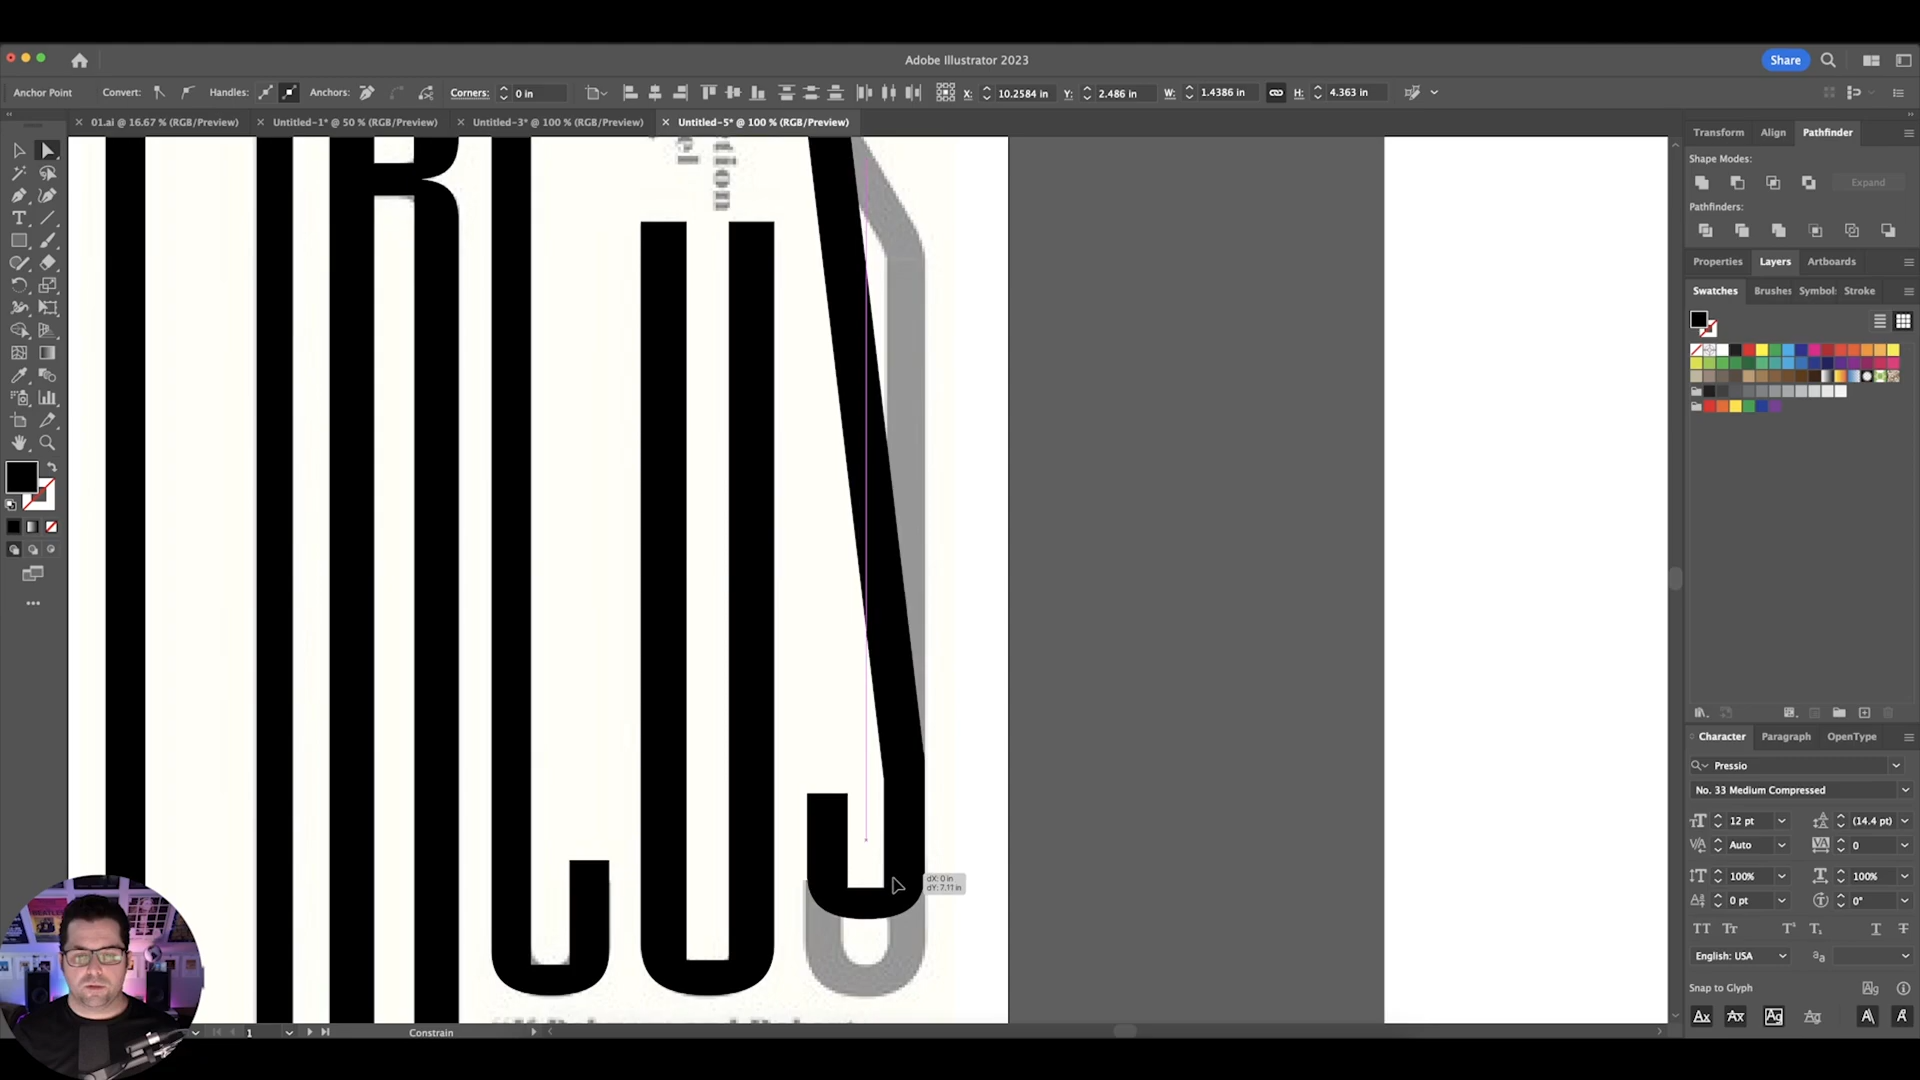 Adobe Illustrator 2023
Share
Anchor Point Convert: Handles: Anchors: Corners: 0 in X: 10.2584 in Y: 2.486 in W: 1.4386 in H: 4.363 in
01.ai @ 16.67 % (RGB/Preview) Untitled-1* @ 50 % (RGB/Preview) Untitled-3* @ 100 % (RGB/Preview) Untitled-5* @ 100 % (RGB/Preview)
Transform Align Pathfinder
Shape Modes:
Expand
Pathfinders:
Properties Layers Artboards
Swatches Brushes Symbol: Stroke
dX: 0 in
dY: 7.11 in
Character Paragraph OpenType
Pressio
No. 33 Medium Compressed
12 pt (14.4 pt)
Auto 0
100% 100%
0 pt 0°
English: USA
Snap to Glyph
1 Constrain